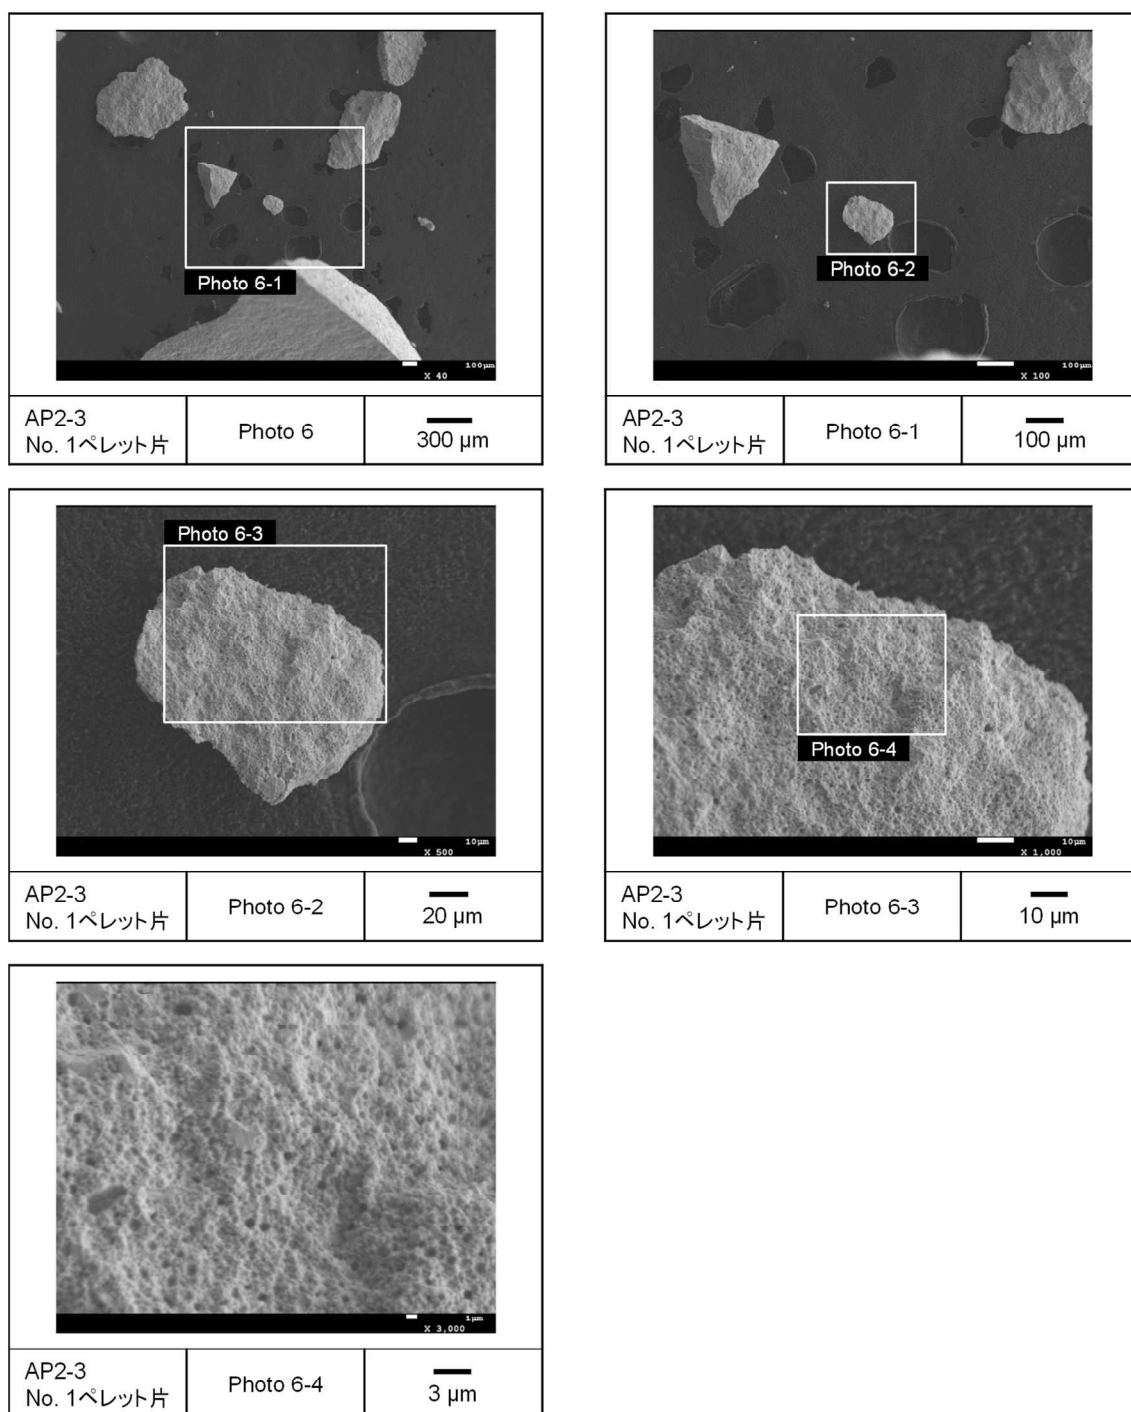 Photo 6-1
100μm
X 40
AP2-3
No. 1ペレット片
Photo 6
300 μm
Photo 6-2
100μm
X 100
AP2-3
No. 1ペレット片
Photo 6-1
100 μm
Photo 6-3
10μm
X 500
AP2-3
No. 1ペレット片
Photo 6-2
20 μm
Photo 6-4
10μm
X 1,000
AP2-3
No. 1ペレット片
Photo 6-3
10 μm
1μm
X 3,000
AP2-3
No. 1ペレット片
Photo 6-4
3 μm